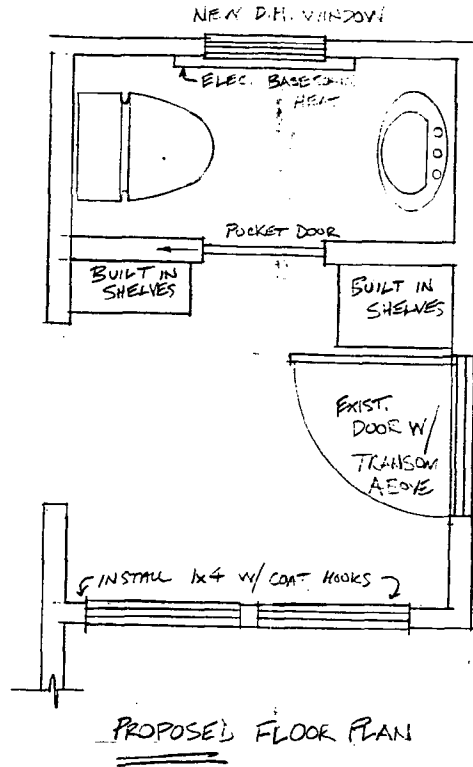 NEW D.H. WINDOW
ELEC. BASEBOARD
HEAT
POCKET DOOR
BUILT IN
SHELVES
BUILT IN
SHELVES
EXIST.
DOOR W/
TRANSOM
ABOVE
INSTALL 1x4 W/ COAT HOOKS
PROPOSED FLOOR PLAN